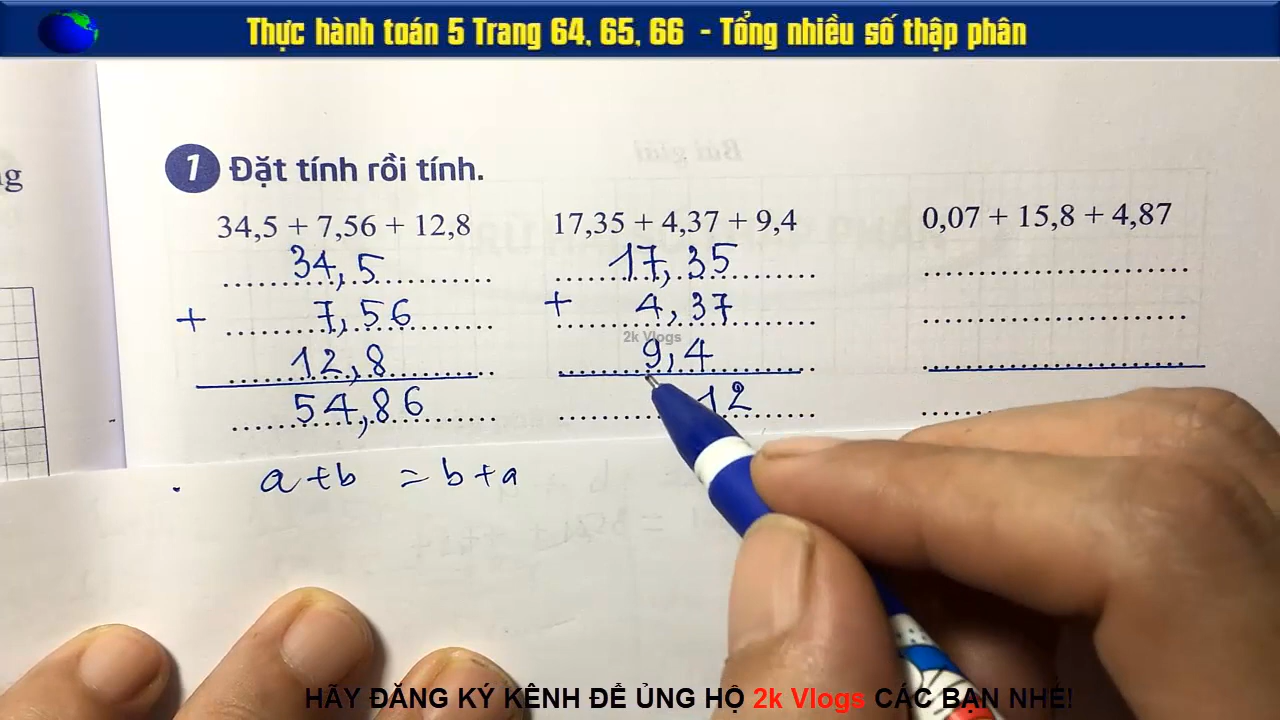 Thực hành toán 5 Trang 64, 65, 66 - Tổng nhiều số thập phân
1 Đặt tính rồi tính.
34,5 + 7,56 + 12,8
17,35 + 4,37 + 9,4
0,07 + 15,8 + 4,87
34,5
+ 7,56
12,8
54,86
17,35
+ 4,37
9,4
12
a + b = b + a
2k Vlogs
HÃY ĐĂNG KÝ KÊNH ĐỂ ỦNG HỘ 2k Vlogs CÁC BẠN NHÉ!